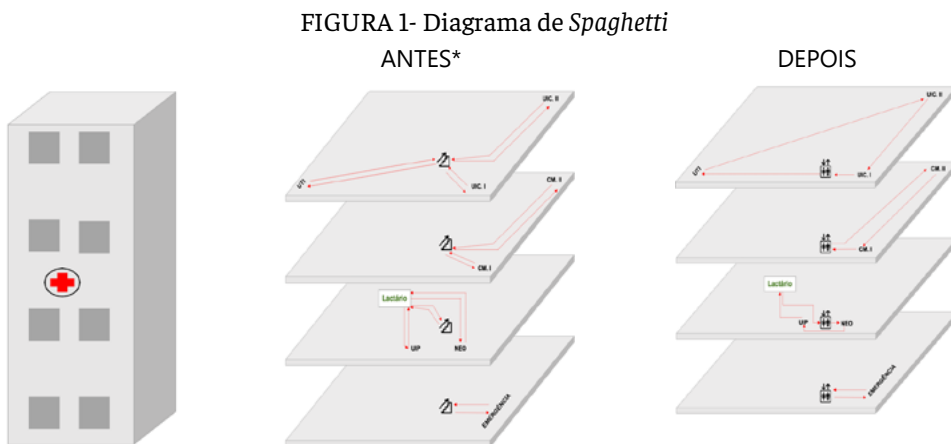 FIGURA 1- Diagrama de Spaghetti
ANTES*
DEPOIS
UIC. II
UTI
UIC. I
CM. II
CM. I
Lactário
UIP
NEO
EMERGÊNCIA
UIC. II
UTI
UIC. I
CM. II
CM. I
Lactário
UIP
NEO
EMERGÊNCIA